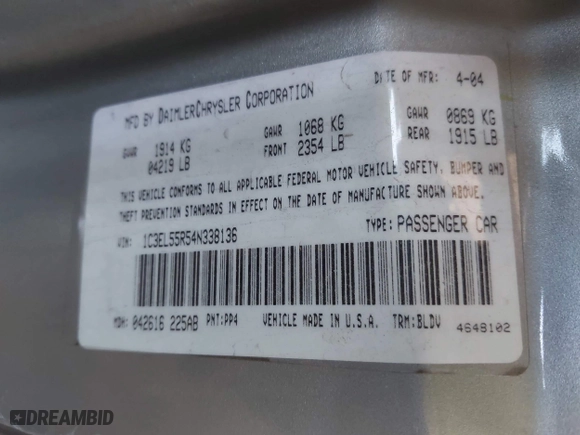 MFD BY DAIMLERCHRYSLER CORPORATION
DATE OF MFR: 4-04
GVWR 1914 KG 04219 LB
GAWR FRONT 1068 KG 2354 LB
GAWR REAR 0869 KG 1915 LB
THIS VEHICLE CONFORMS TO ALL APPLICABLE FEDERAL MOTOR VEHICLE SAFETY, BUMPER AND
THEFT PREVENTION STANDARDS IN EFFECT ON THE DATE OF MANUFACTURE SHOWN ABOVE.
VIN: 1C3EL55R54N338136
TYPE: PASSENGER CAR
MDH: 042616 225AB PNT:PP4 VEHICLE MADE IN U.S.A. TRM:BLDV 4648102
DREAMBID